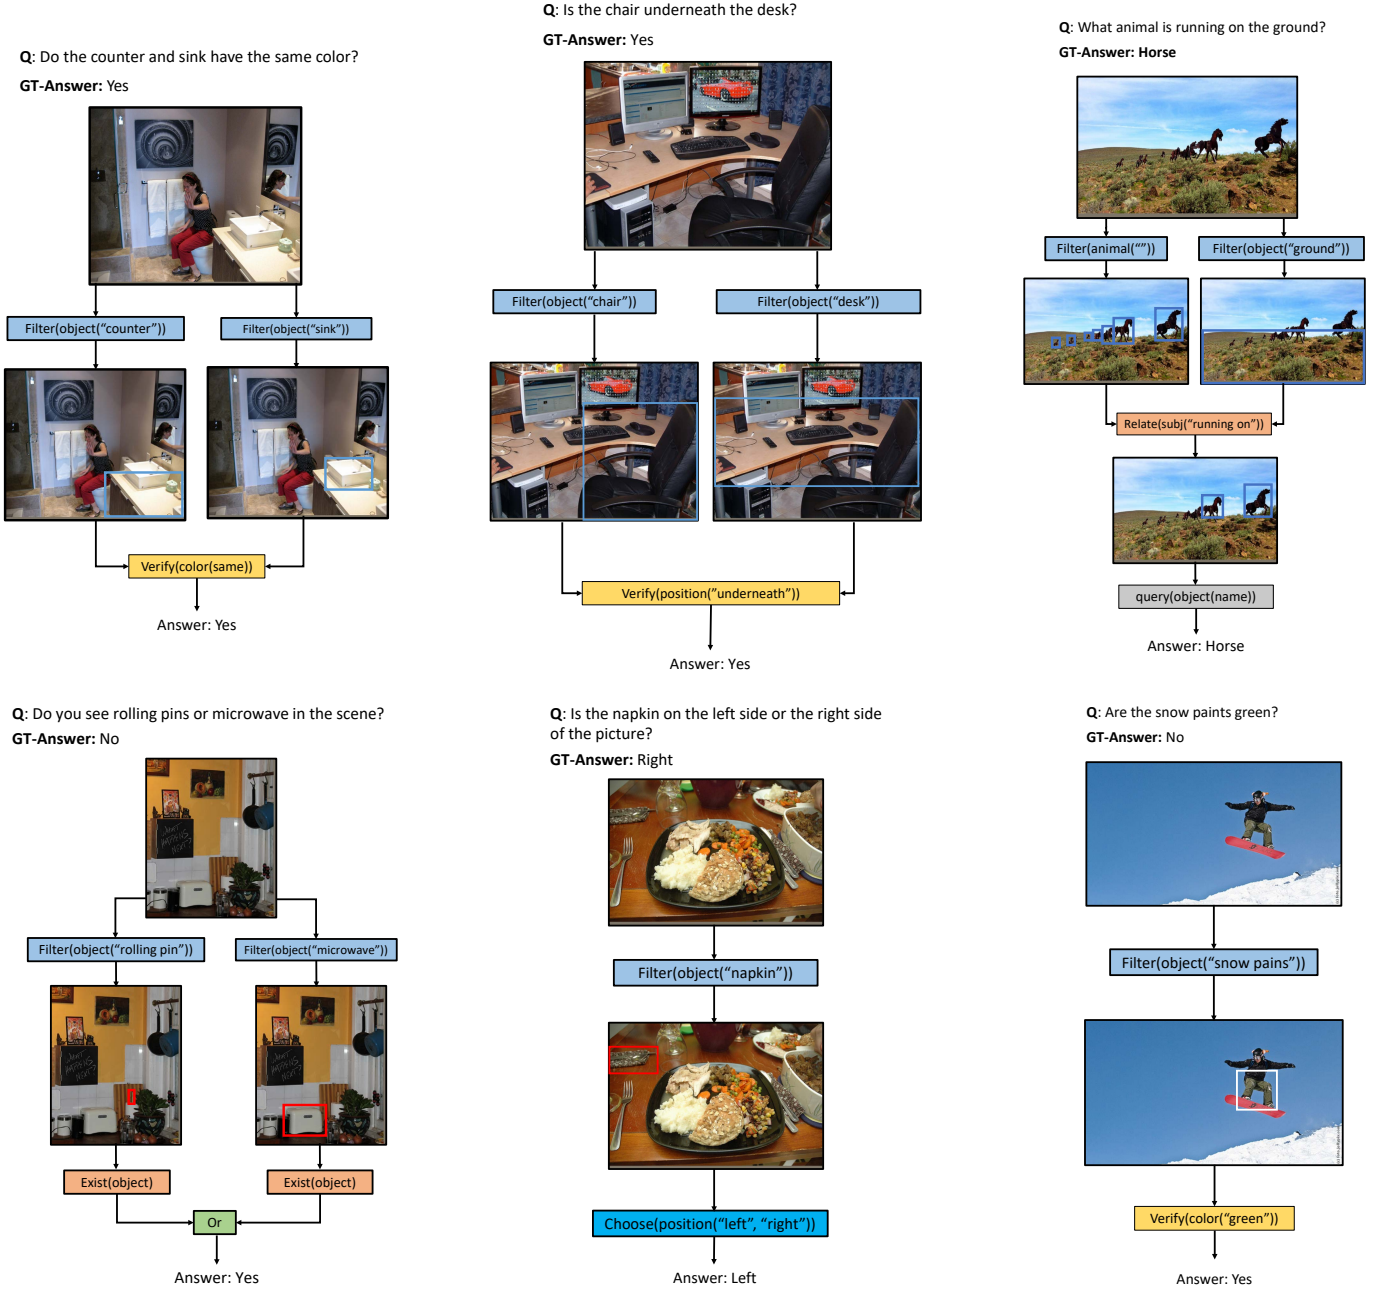 Q: Do the counter and sink have the same color?
GT-Answer: Yes
Filter(object(“counter”))
Filter(object(“sink”))
Verify(color(same))
Answer: Yes
Q: Is the chair underneath the desk?
GT-Answer: Yes
Filter(object(“chair”))
Filter(object(“desk”))
Verify(position(”underneath”))
Answer: Yes
Q: What animal is running on the ground?
GT-Answer: Horse
Filter(animal(“”))
Filter(object(“ground”))
Relate(subj(“running on”))
query(object(name))
Answer: Horse
Q: Do you see rolling pins or microwave in the scene?
GT-Answer: No
Filter(object(“rolling pin”))
Filter(object(“microwave”))
Exist(object)
Exist(object)
Or
Answer: Yes
Q: Is the napkin on the left side or the right side
of the picture?
GT-Answer: Right
Filter(object(“napkin”))
Choose(position(“left”, “right”))
Answer: Left
Q: Are the snow paints green?
GT-Answer: No
Filter(object(“snow pains”))
Verify(color(“green”))
Answer: Yes